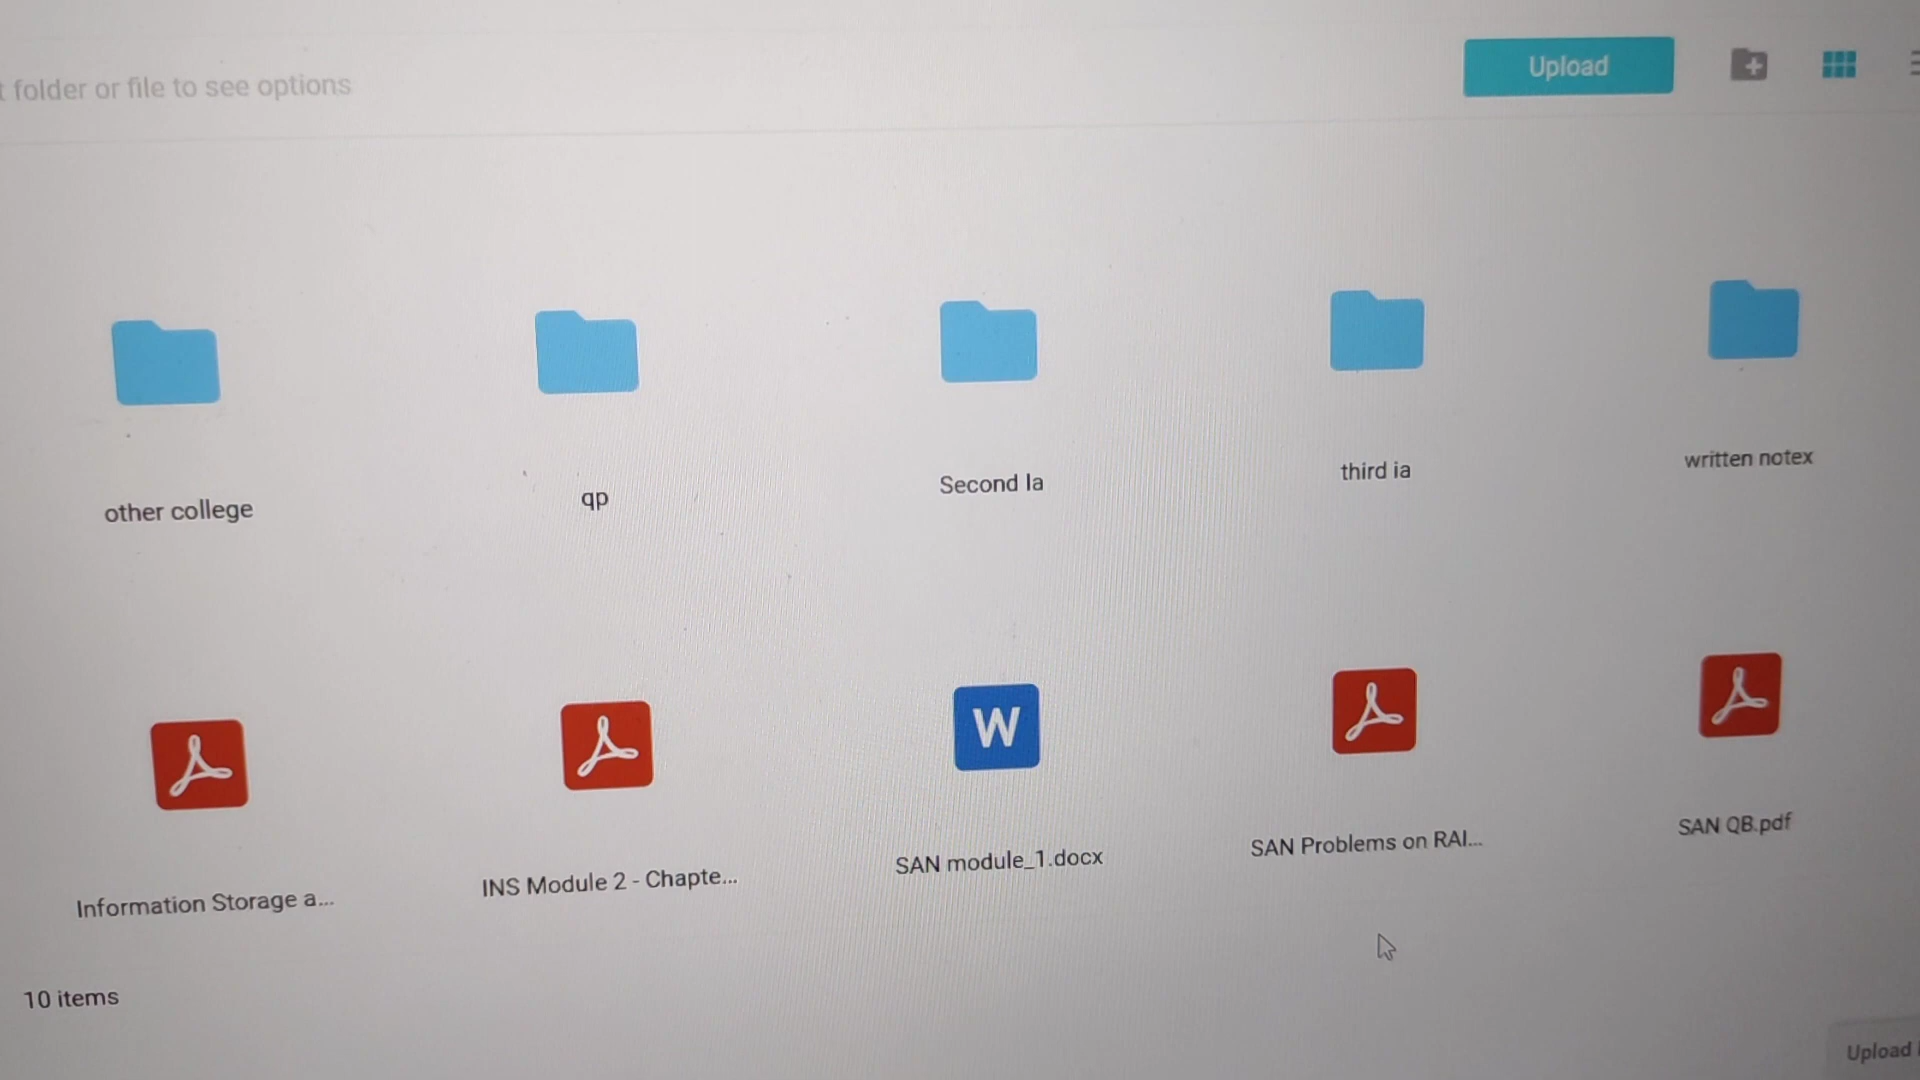 t folder or file to see options
Upload
other college
qp
Second Ia
third ia
written notex
Information Storage a...
INS Module 2 - Chapte...
SAN module_1.docx
SAN Problems on RAI...
SAN QB.pdf
10 items
Upload